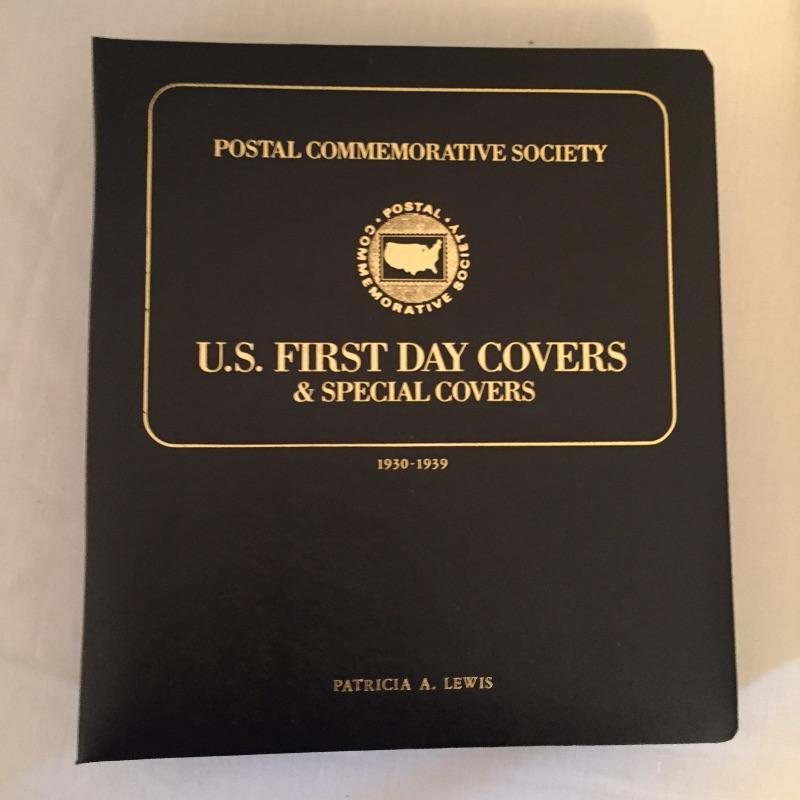 POSTAL COMMEMORATIVE SOCIETY
• POSTAL •
COMMEMORATIVE SOCIETY
U.S. FIRST DAY COVERS
& SPECIAL COVERS
1930-1939
PATRICIA A. LEWIS